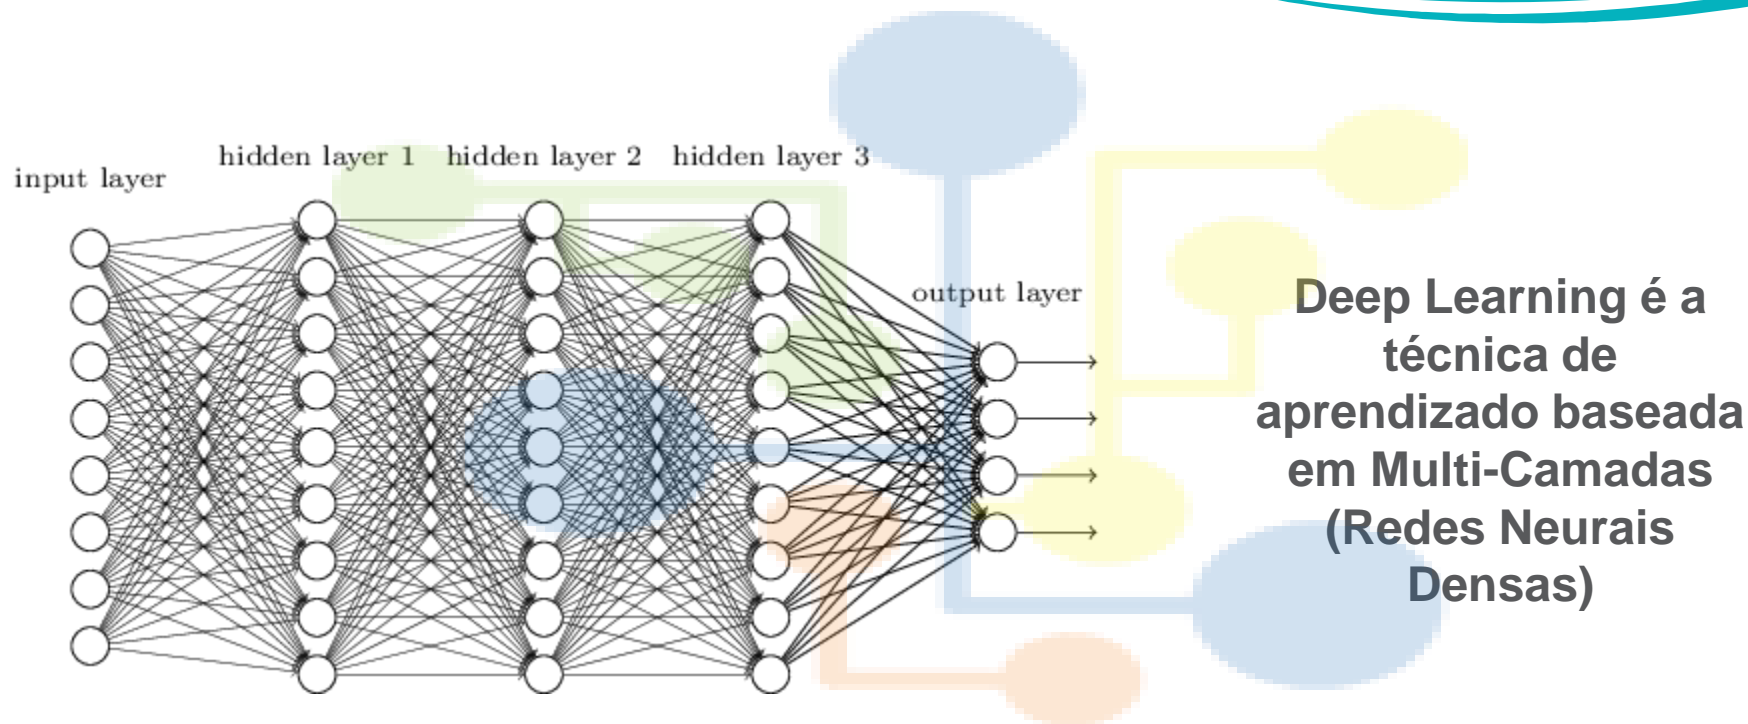 input layer
hidden layer 1
hidden layer 2
hidden layer 3
output layer
Deep Learning é a
técnica de
aprendizado baseada
em Multi-Camadas
(Redes Neurais
Densas)